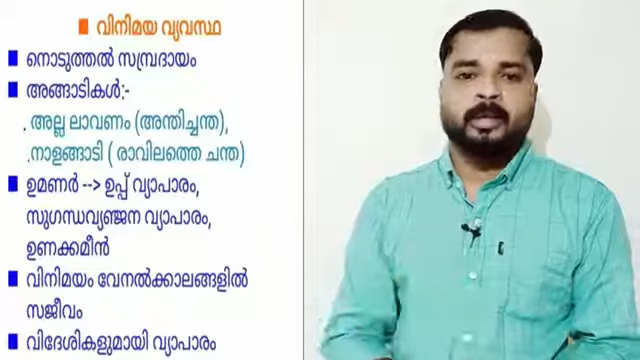 വിനിമയ വ്യവസ്ഥ
നൊടുത്തൽ സമ്പ്രദായം
അങ്ങാടികൾ:-
. അല്ല ലാവണം (അന്തിച്ചന്ത),
.നാളങ്ങാടി ( രാവിലത്തെ ചന്ത)
ഉമണർ --> ഉപ്പ് വ്യാപാരം,
സുഗന്ധവ്യഞ്ജന വ്യാപാരം,
ഉണക്കമീൻ
വിനിമയം വേനൽക്കാലങ്ങളിൽ
സജീവം
വിദേശികളുമായി വ്യാപാരം